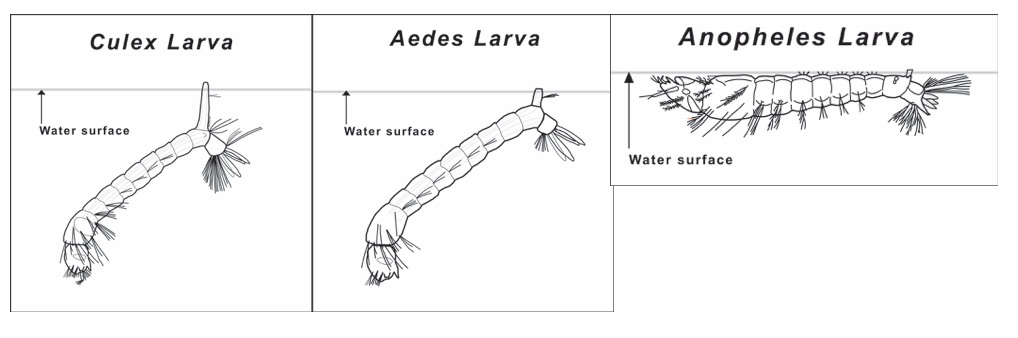 Culex Larva
Water surface
Aedes Larva
Water surface
Anopheles Larva
Water surface